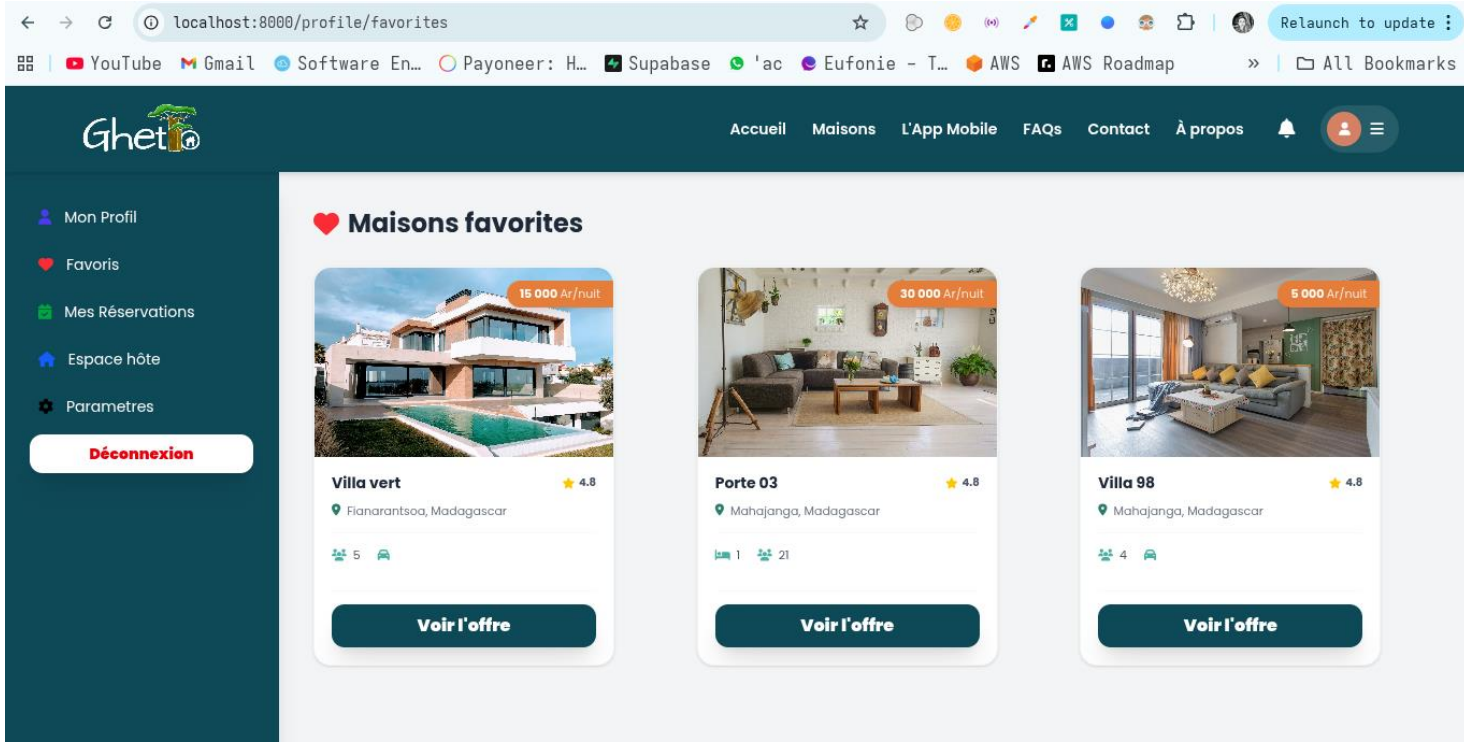 localhost:8000/profile/favorites
Relaunch to update
YouTube Gmail Software En… Payoneer: H… Supabase 'ac Eufonie – T… AWS AWS Roadmap » All Bookmarks
Ghetto
Accueil Maisons L'App Mobile FAQs Contact À propos
Mon Profil
Favoris
Mes Réservations
Espace hôte
Parametres
Déconnexion
Maisons favorites
15 000 Ar/nuit
Villa vert 4.8
Fianarantsoa, Madagascar
5
Voir l'offre
30 000 Ar/nuit
Porte 03 4.8
Mahajanga, Madagascar
1 21
Voir l'offre
5 000 Ar/nuit
Villa 98 4.8
Mahajanga, Madagascar
4
Voir l'offre